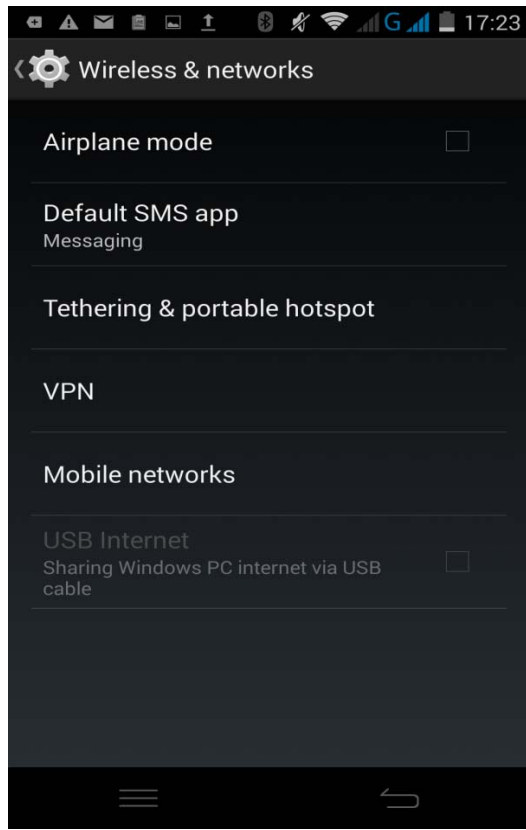 G 17:23
Wireless & networks
Airplane mode
Default SMS app
Messaging
Tethering & portable hotspot
VPN
Mobile networks
USB Internet
Sharing Windows PC internet via USB
cable